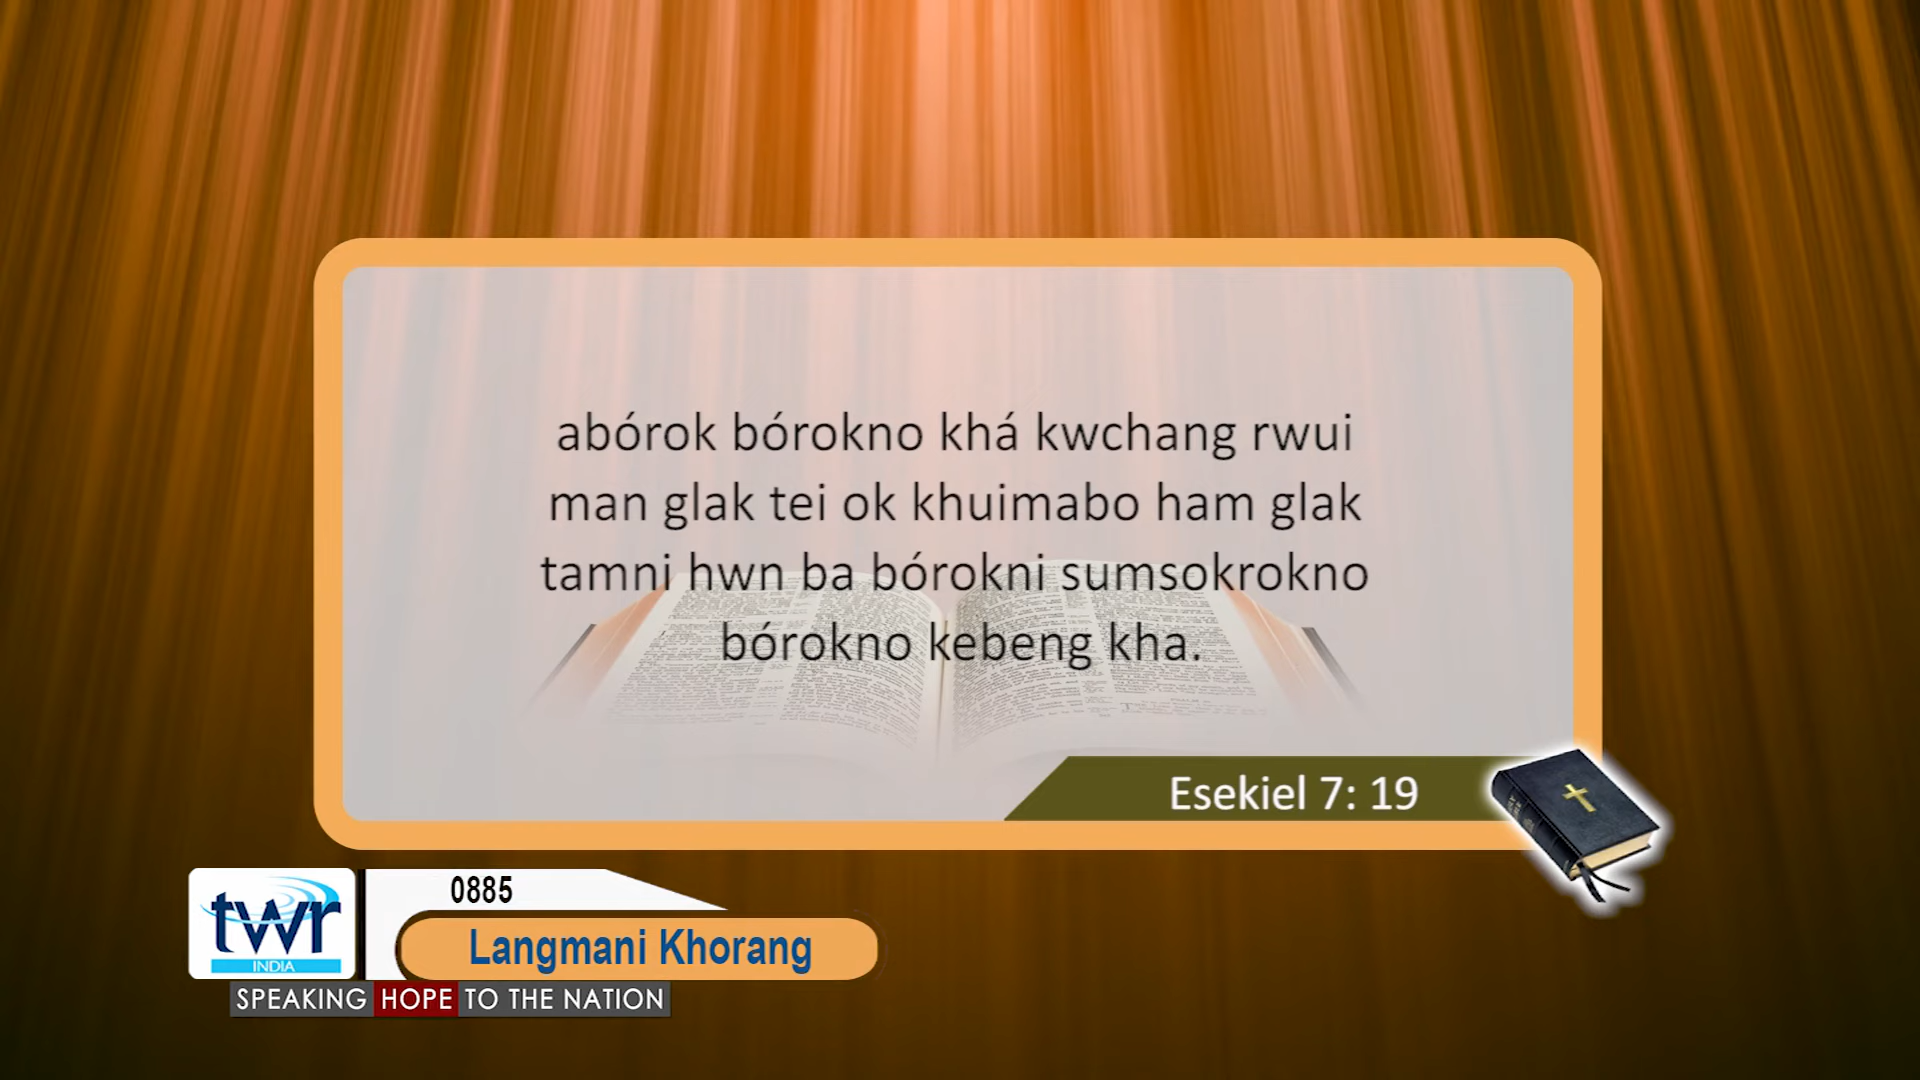 abórok bórokno khá kwchang rwui
man glak tei ok khuimabo ham glak
tamni hwn ba bórokni sumsokrokno
bórokno kebeng kha.
Esekiel 7: 19
0885
twr
INDIA
Langmani Khorang
SPEAKING HOPE TO THE NATION